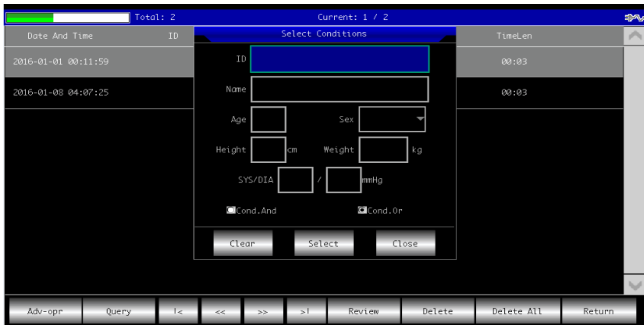 Total: 2 Current: 1 / 2
Date And Time ID Select Conditions TimeLen
2016-01-01 00:11:59 ID 00:03
Name
2016-01-08 04:07:25 00:03
Age Sex
Height cm Weight kg
SYS/DIA / mmHg
Cond.And Cond.Or
Clear Select Close
Adv-opr Query |< << >> >| Review Delete Delete All Return